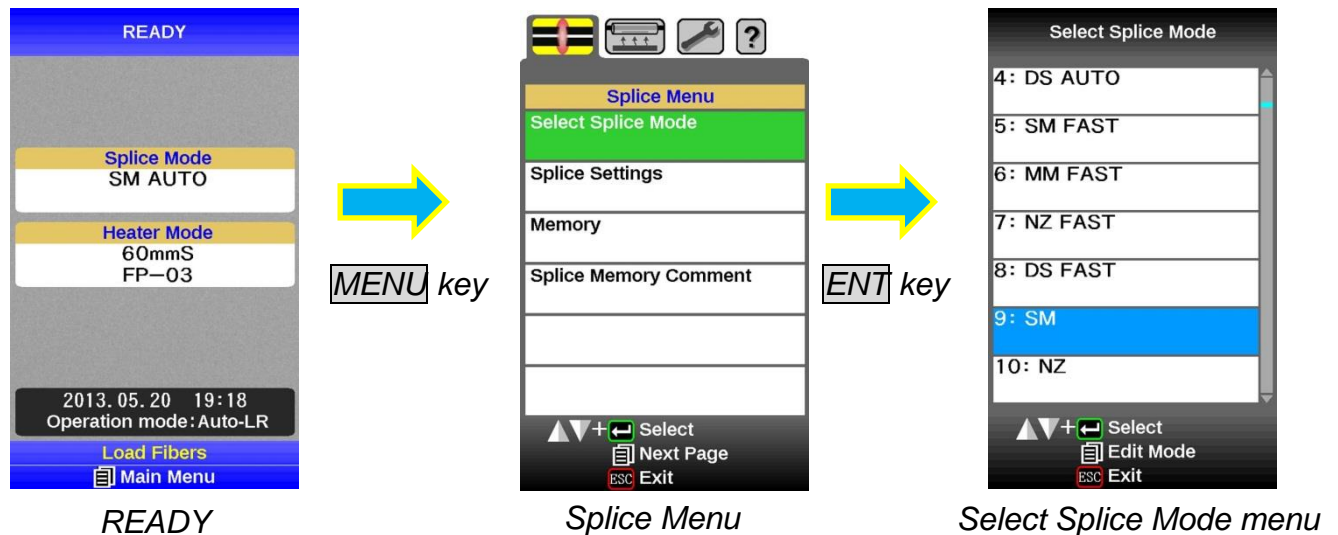 READY
Splice Mode
SM AUTO
Heater Mode
60mmS
FP-03
2013.05.20 19:18
Operation mode:Auto-LR
Load Fibers
Main Menu
READY
MENU key
?
Splice Menu
Select Splice Mode
Splice Settings
Memory
Splice Memory Comment
+ Select
Next Page
ESC Exit
Splice Menu
ENT key
Select Splice Mode
4: DS AUTO
5: SM FAST
6: MM FAST
7: NZ FAST
8: DS FAST
9: SM
10: NZ
+ Select
Edit Mode
ESC Exit
Select Splice Mode menu